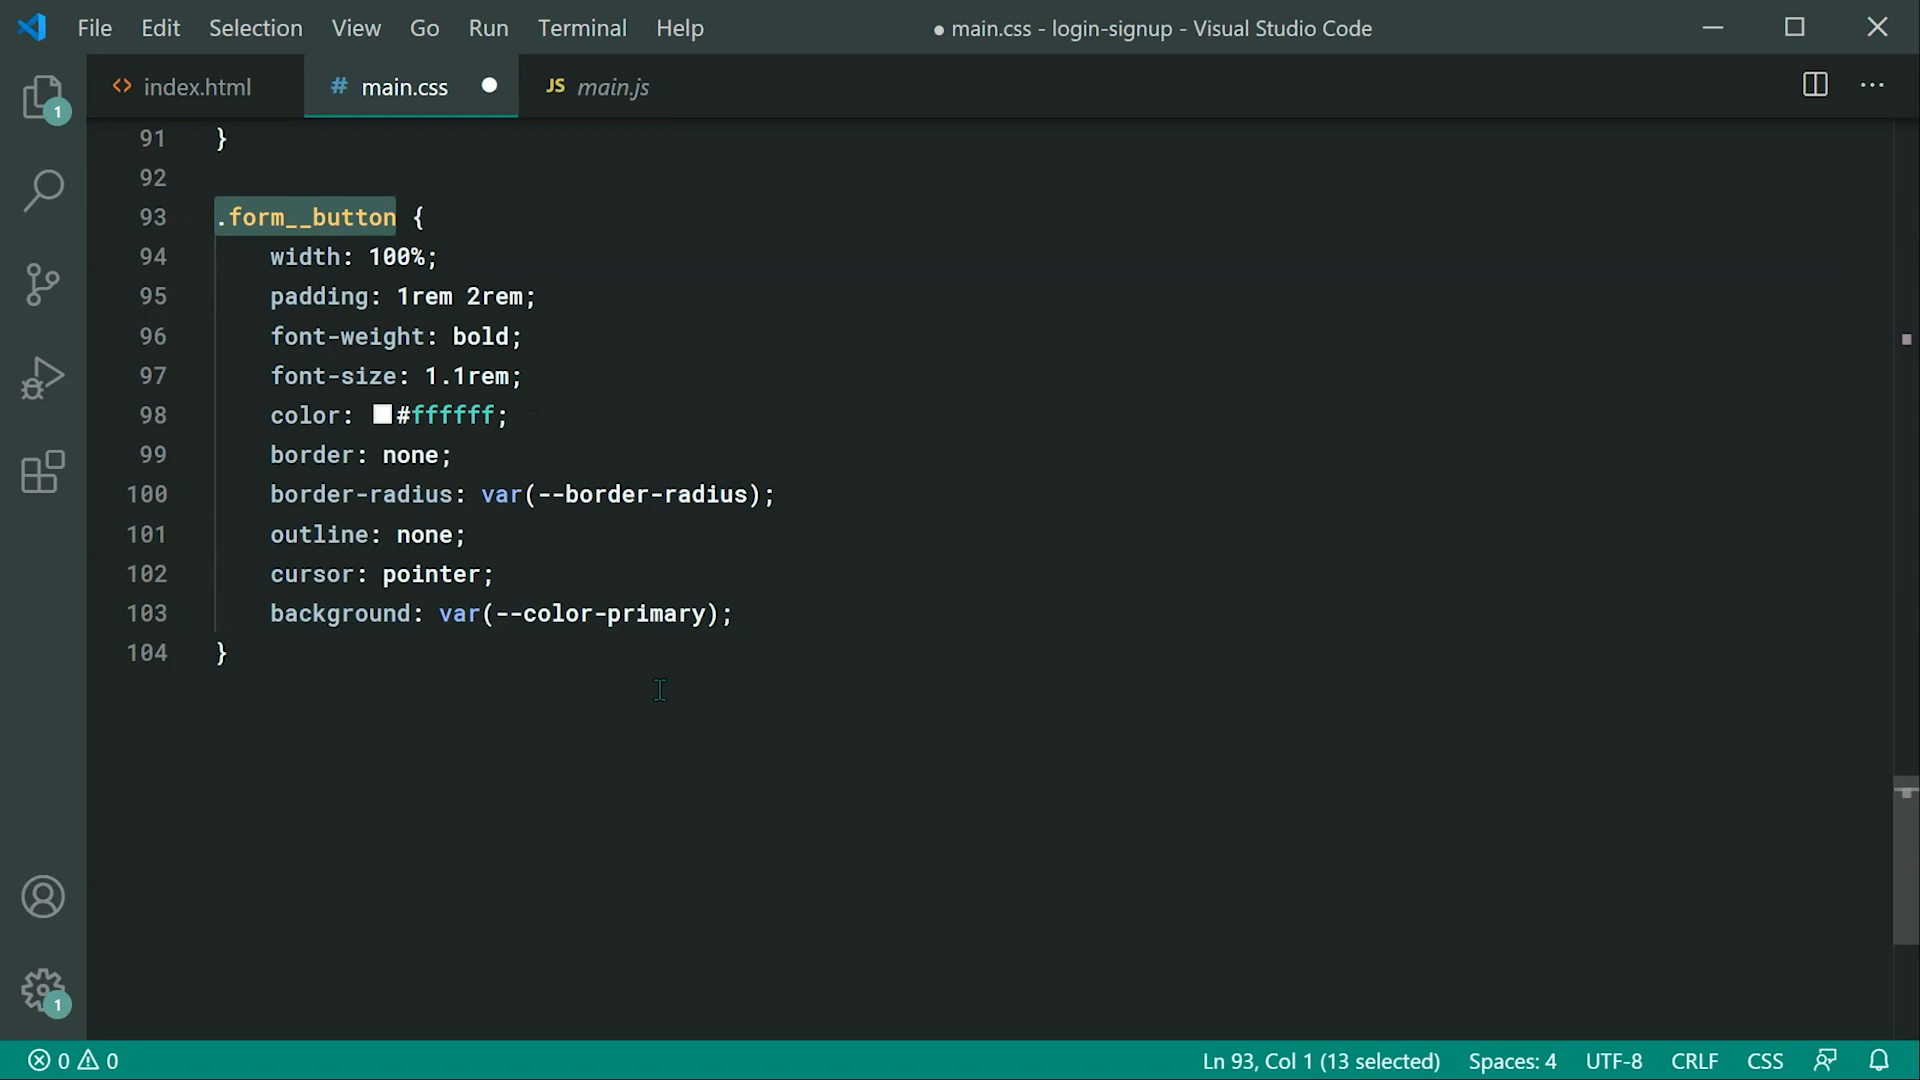 File Edit Selection View Go Run Terminal Help ● main.css - login-signup - Visual Studio Code
<> index.html # main.css ● JS main.js ...
1
91 }
92
93 .form__button {
94 width: 100%;
95 padding: 1rem 2rem;
96 font-weight: bold;
97 font-size: 1.1rem;
98 color: #ffffff;
99 border: none;
100 border-radius: var(--border-radius);
101 outline: none;
102 cursor: pointer;
103 background: var(--color-primary);
104 }
1
0 0 Ln 93, Col 1 (13 selected) Spaces: 4 UTF-8 CRLF CSS